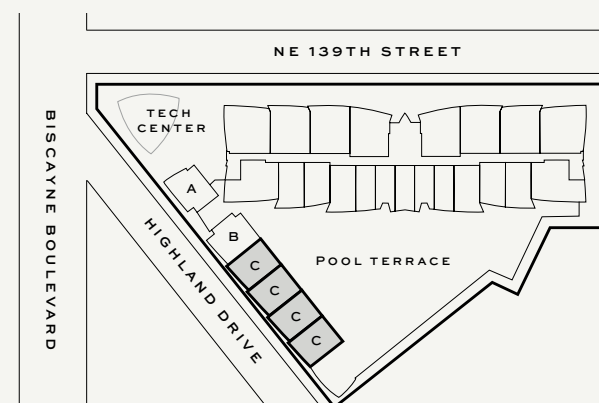 NE 139TH STREET
BISCAYNE BOULEVARD
TECH
CENTER
A
HIGHLAND DRIVE
B
POOL TERRACE
C
C
C
C